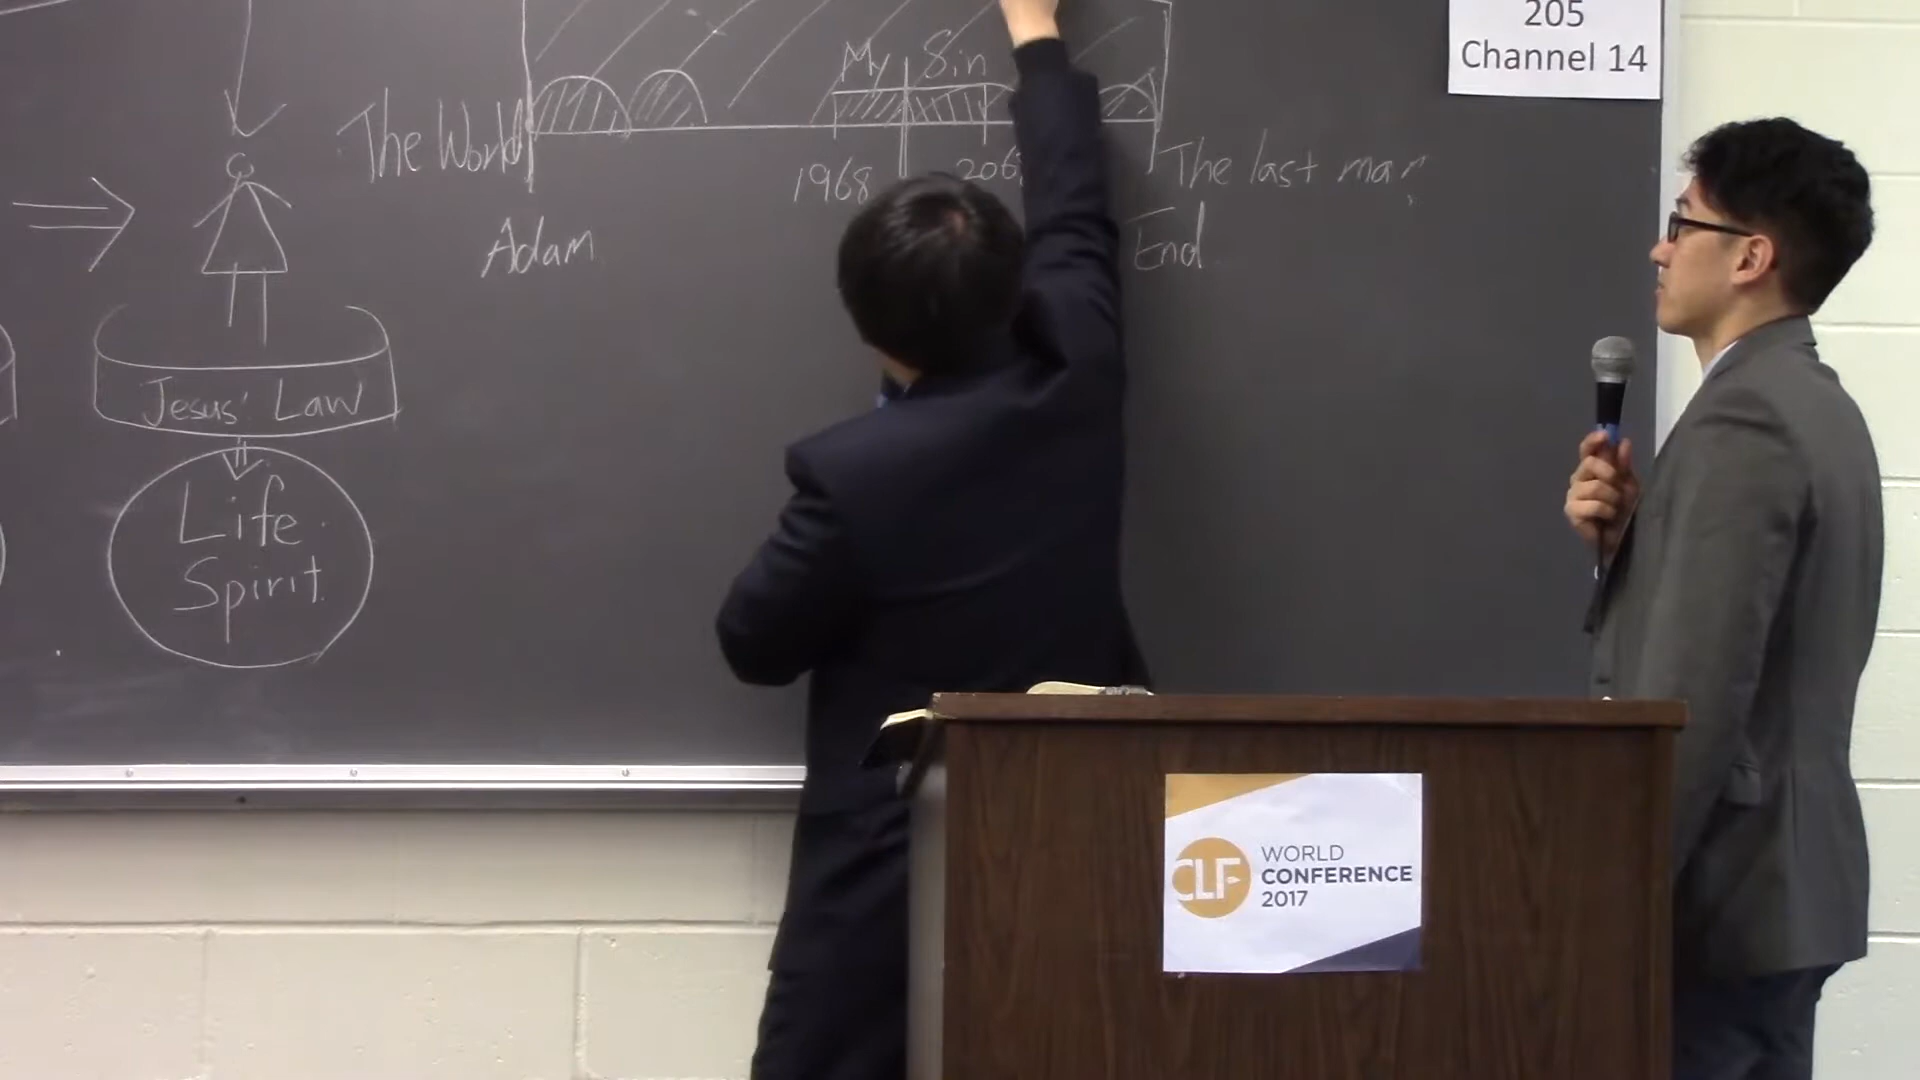 205
Channel 14
My Sin
The World
1968
The last man
Adam
End
Jesus' Law
Life
Spirit
CLF
WORLD
CONFERENCE
2017